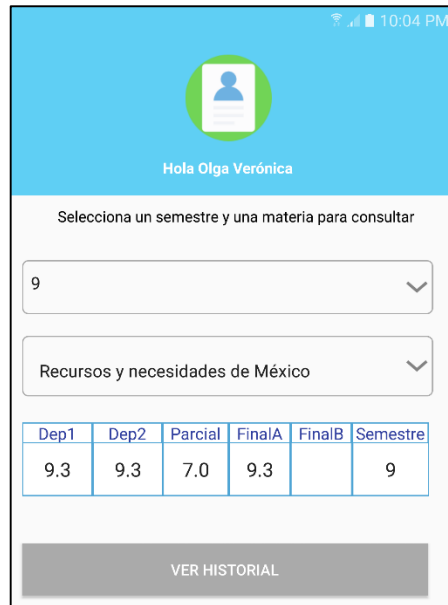 10:04 PM
Hola Olga Verónica
Selecciona un semestre y una materia para consultar
9
Recursos y necesidades de México
Dep1 Dep2 Parcial FinalA FinalB Semestre
9.3 9.3 7.0 9.3 9
VER HISTORIAL